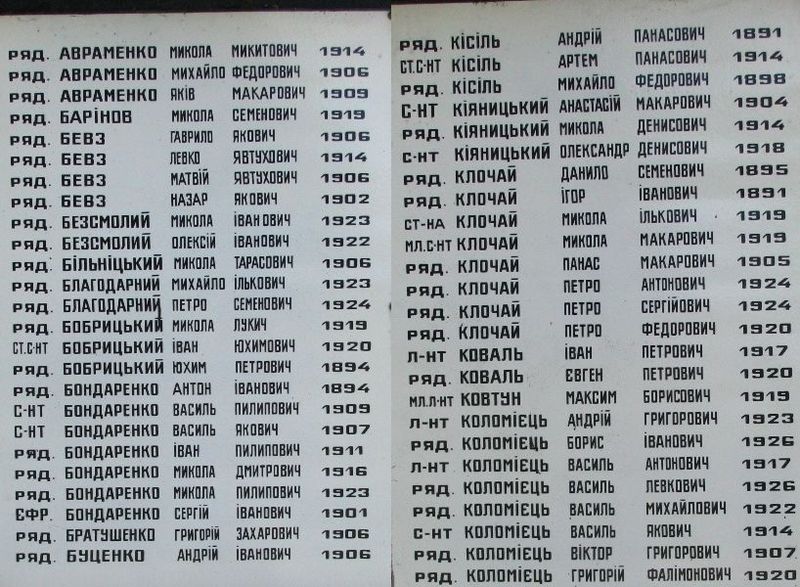 РЯД. АВРАМЕНКО МИКОЛА МИКИТОВИЧ 1914
РЯД. АВРАМЕНКО МИХАЙЛО ФЕДОРОВИЧ 1906
РЯД. АВРАМЕНКО ЯКІВ МАКАРОВИЧ 1909
РЯД. БАРІНОВ МИКОЛА СЕМЕНОВИЧ 1919
РЯД. БЕВЗ ГАВРИЛО ЯКОВИЧ 1906
РЯД. БЕВЗ ЛЕВКО ЯВТУХОВИЧ 1914
РЯД. БЕВЗ МАТВІЙ ЯВТУХОВИЧ 1906
РЯД. БЕВЗ НАЗАР ЯКОВИЧ 1902
РЯД. БЕЗСМОЛИЙ МИКОЛА ІВАНОВИЧ 1923
РЯД. БЕЗСМОЛИЙ ОЛЕКСІЙ ІВАНОВИЧ 1922
РЯД. БІЛЬНІЦЬКИЙ МИКОЛА ТАРАСОВИЧ 1906
РЯД. БЛАГОДАРНИЙ МИХАЙЛО ІЛЬКОВИЧ 1923
РЯД. БЛАГОДАРНИЙ ПЕТРО СЕМЕНОВИЧ 1924
РЯД. БОБРИЦЬКИЙ МИКОЛА ЛУКИЧ 1919
СТ.С-НТ БОБРИЦЬКИЙ ІВАН ЮХИМОВИЧ 1920
РЯД. БОБРИЦЬКИЙ ЮХИМ ПЕТРОВИЧ 1894
РЯД. БОНДАРЕНКО АНТОН ІВАНОВИЧ 1894
С-НТ БОНДАРЕНКО ВАСИЛЬ ПИЛИПОВИЧ 1909
С-НТ БОНДАРЕНКО ВАСИЛЬ ЯКОВИЧ 1907
РЯД. БОНДАРЕНКО ІВАН ПИЛИПОВИЧ 1911
РЯД. БОНДАРЕНКО МИКОЛА ДМИТРОВИЧ 1916
РЯД. БОНДАРЕНКО МИКОЛА ПИЛИПОВИЧ 1923
ЄФР. БОНДАРЕНКО СЕРГІЙ ІВАНОВИЧ 1901
РЯД. БРАТУШЕНКО ГРИГОРІЙ ЗАХАРОВИЧ 1906
РЯД. БУЦЕНКО АНДРІЙ ІВАНОВИЧ 1906
РЯД. КІСІЛЬ АНДРІЙ ПАНАСОВИЧ 1891
СТ.С-НТ КІСІЛЬ АРТЕМ ПАНАСОВИЧ 1914
РЯД. КІСІЛЬ МИХАЙЛО ФЕДОРОВИЧ 1898
С-НТ КІЯНИЦЬКИЙ АНАСТАСІЙ МАКАРОВИЧ 1904
РЯД. КІЯНИЦЬКИЙ МИКОЛА ДЕНИСОВИЧ 1914
С-НТ КІЯНИЦЬКИЙ ОЛЕКСАНДР ДЕНИСОВИЧ 1918
РЯД. КЛОЧАЙ ДАНИЛО СЕМЕНОВИЧ 1895
РЯД. КЛОЧАЙ ІГОР ІВАНОВИЧ 1891
СТ-НА КЛОЧАЙ МИКОЛА ІЛЬКОВИЧ 1919
МЛ.С-НТ КЛОЧАЙ МИКОЛА МАКАРОВИЧ 1919
РЯД. КЛОЧАЙ ПАНАС МАКАРОВИЧ 1905
РЯД. КЛОЧАЙ ПЕТРО АНТОНОВИЧ 1924
РЯД. КЛОЧАЙ ПЕТРО СЕРГІЙОВИЧ 1924
РЯД. КЛОЧАЙ ПЕТРО ФЕДОРОВИЧ 1920
Л-НТ КОВАЛЬ ІВАН ПЕТРОВИЧ 1917
РЯД. КОВАЛЬ ЄВГЕН ПЕТРОВИЧ 1920
МЛ.Л-НТ КОВТУН МАКСИМ БОРИСОВИЧ 1919
Л-НТ КОЛОМІЄЦЬ АНДРІЙ ГРИГОРОВИЧ 1923
РЯД. КОЛОМІЄЦЬ БОРИС ІВАНОВИЧ 1926
Л-НТ КОЛОМІЄЦЬ ВАСИЛЬ АНТОНОВИЧ 1917
РЯД. КОЛОМІЄЦЬ ВАСИЛЬ ЛЕВКОВИЧ 1926
РЯД. КОЛОМІЄЦЬ ВАСИЛЬ МИХАЙЛОВИЧ 1922
С-НТ КОЛОМІЄЦЬ ВАСИЛЬ ЯКОВИЧ 1914
РЯД. КОЛОМІЄЦЬ ВІКТОР ГРИГОРОВИЧ 1907
РЯД. КОЛОМІЄЦЬ ГРИГОРІЙ ФАЛІМОНОВИЧ 1920